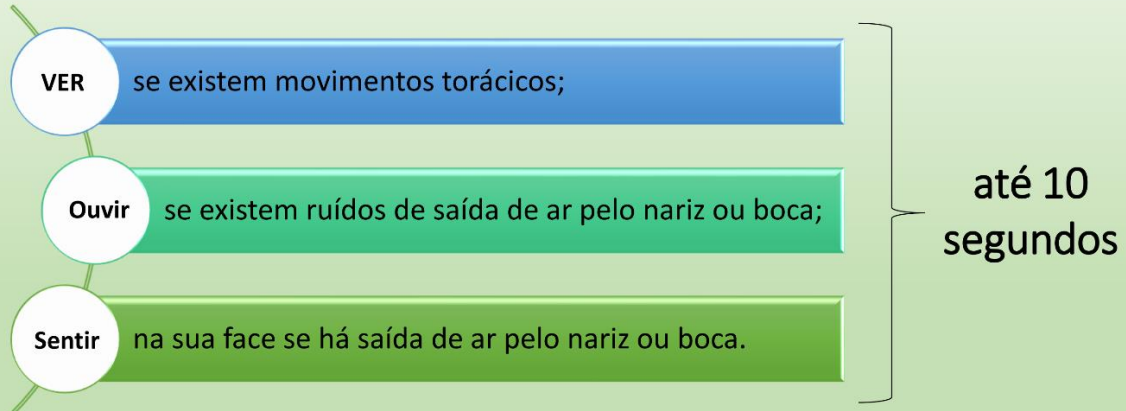 VER
se existem movimentos torácicos;
Ouvir
se existem ruídos de saída de ar pelo nariz ou boca;
Sentir
na sua face se há saída de ar pelo nariz ou boca.
até 10
segundos